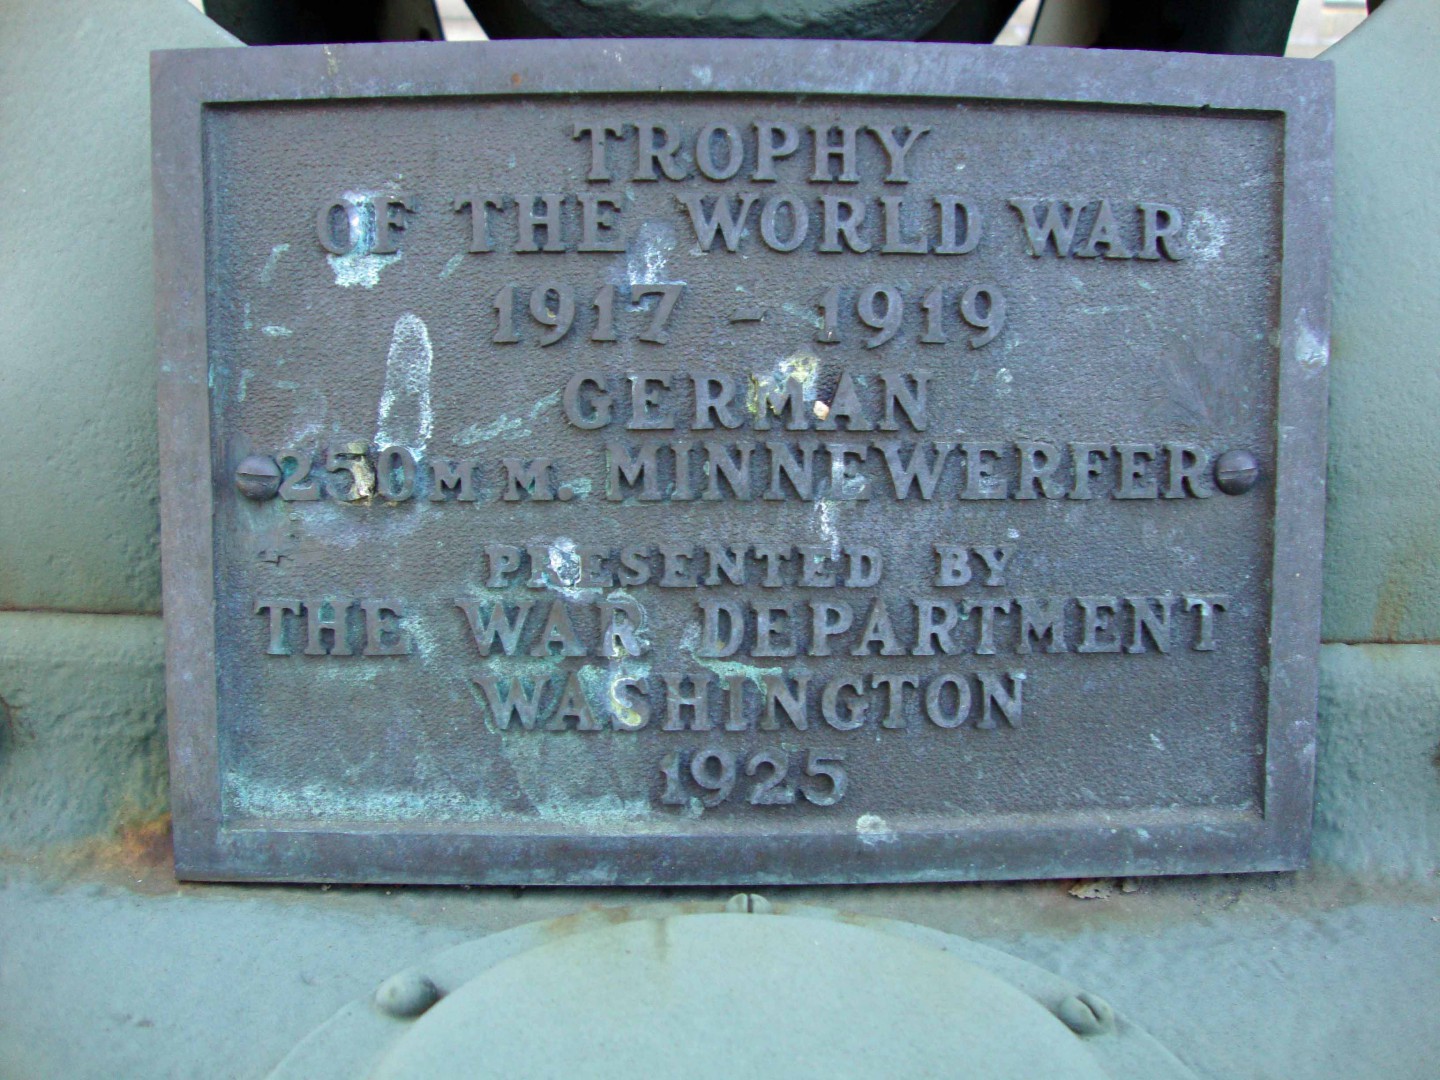 TROPHY
OF THE WORLD WAR
1917 - 1919
GERMAN
250 M M. MINNEWERFER
PRESENTED BY
THE WAR DEPARTMENT
WASHINGTON
1925